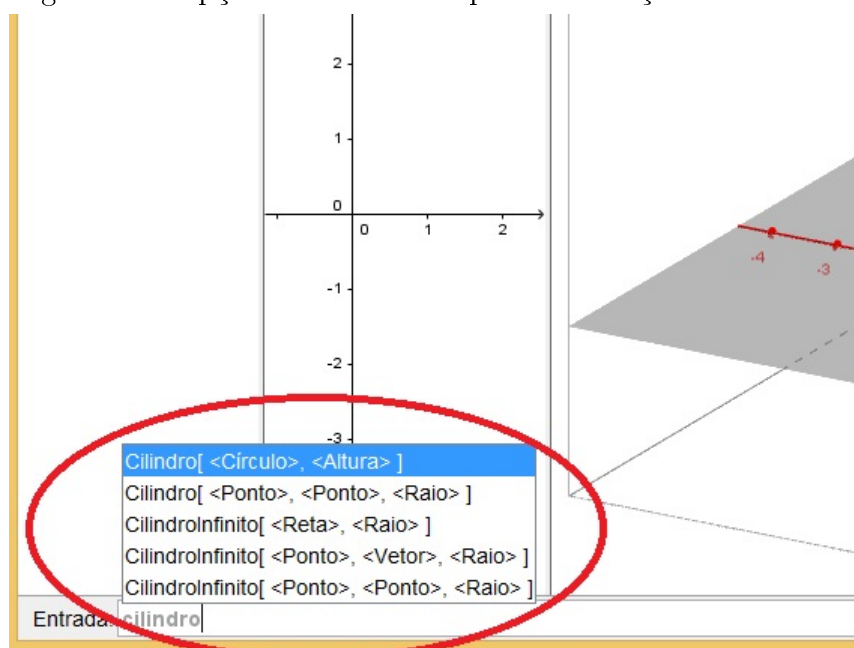 2
1
0
0 1 2
-4
-3
-1
-2
-3
Cilindro[ <Círculo>, <Altura> ]
Cilindro[ <Ponto>, <Ponto>, <Raio> ]
CilindroInfinito[ <Reta>, <Raio> ]
CilindroInfinito[ <Ponto>, <Vetor>, <Raio> ]
CilindroInfinito[ <Ponto>, <Ponto>, <Raio> ]
Entrada: cilindro